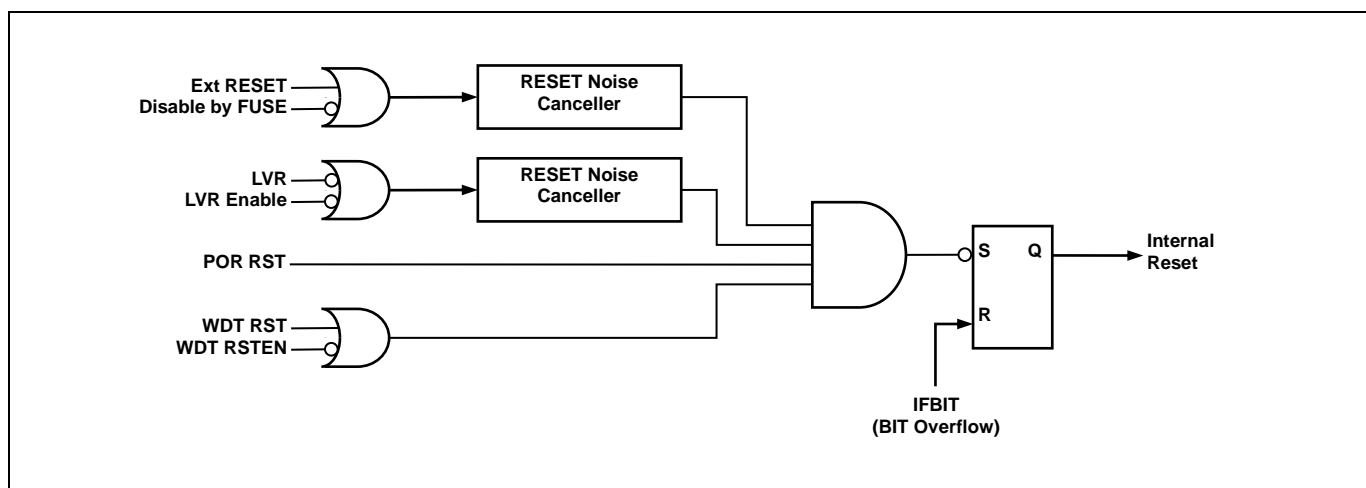 Ext RESET
Disable by FUSE
RESET Noise
Canceller
LVR
LVR Enable
RESET Noise
Canceller
POR RST
WDT RST
WDT RSTEN
S
Q
R
Internal
Reset
IFBIT
(BIT Overflow)